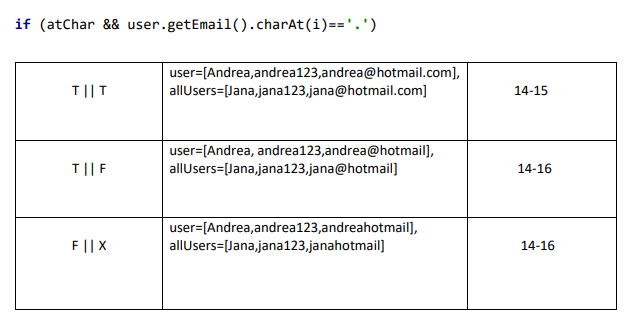 if (atChar && user.getEmail().charAt(i)=='.')
T || T
user=[Andrea,andrea123,andrea@hotmail.com],
allUsers=[Jana,jana123,jana@hotmail.com]
14-15
T || F
user=[Andrea, andrea123,andrea@hotmail],
allUsers=[Jana,jana123,jana@hotmail]
14-16
F || X
user=[Andrea,andrea123,andreahotmail],
allUsers=[Jana,jana123,janahotmail]
14-16